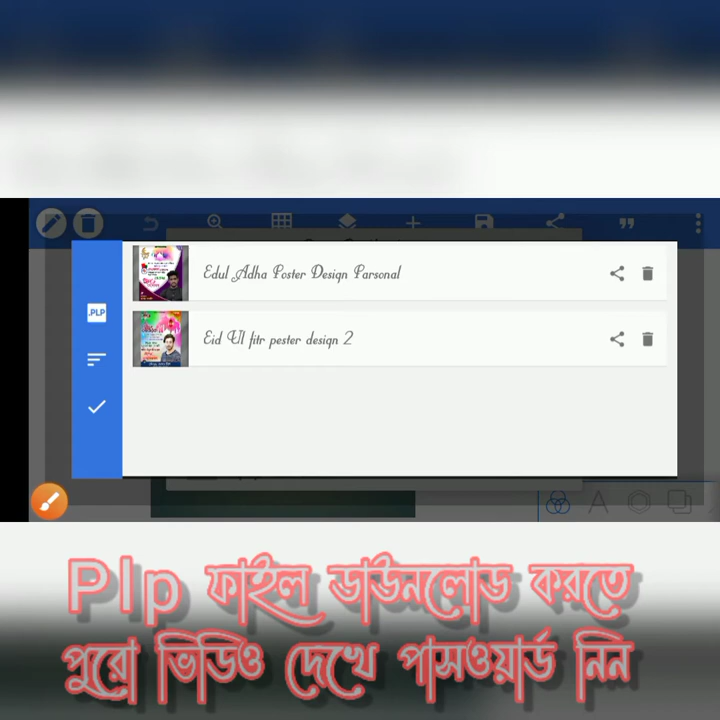 .PLP
Edul Adha Poster Design Parsonal
Eid Ul fitr pester design 2
Plp ফাইল ডাউনলোড করতে
পুরো ভিডিও দেখে পাসওয়ার্ড নিন